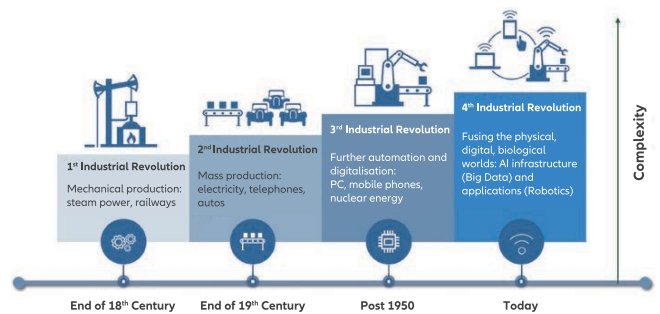 1st Industrial Revolution
Mechanical production:
steam power, railways
2nd Industrial Revolution
Mass production:
electricity, telephones,
autos
3rd Industrial Revolution
Further automation and
digitalisation:
PC, mobile phones,
nuclear energy
4th Industrial Revolution
Fusing the physical,
digital, biological
worlds: AI infrastructure
(Big Data) and
applications (Robotics)
Complexity
End of 18th Century
End of 19th Century
Post 1950
Today